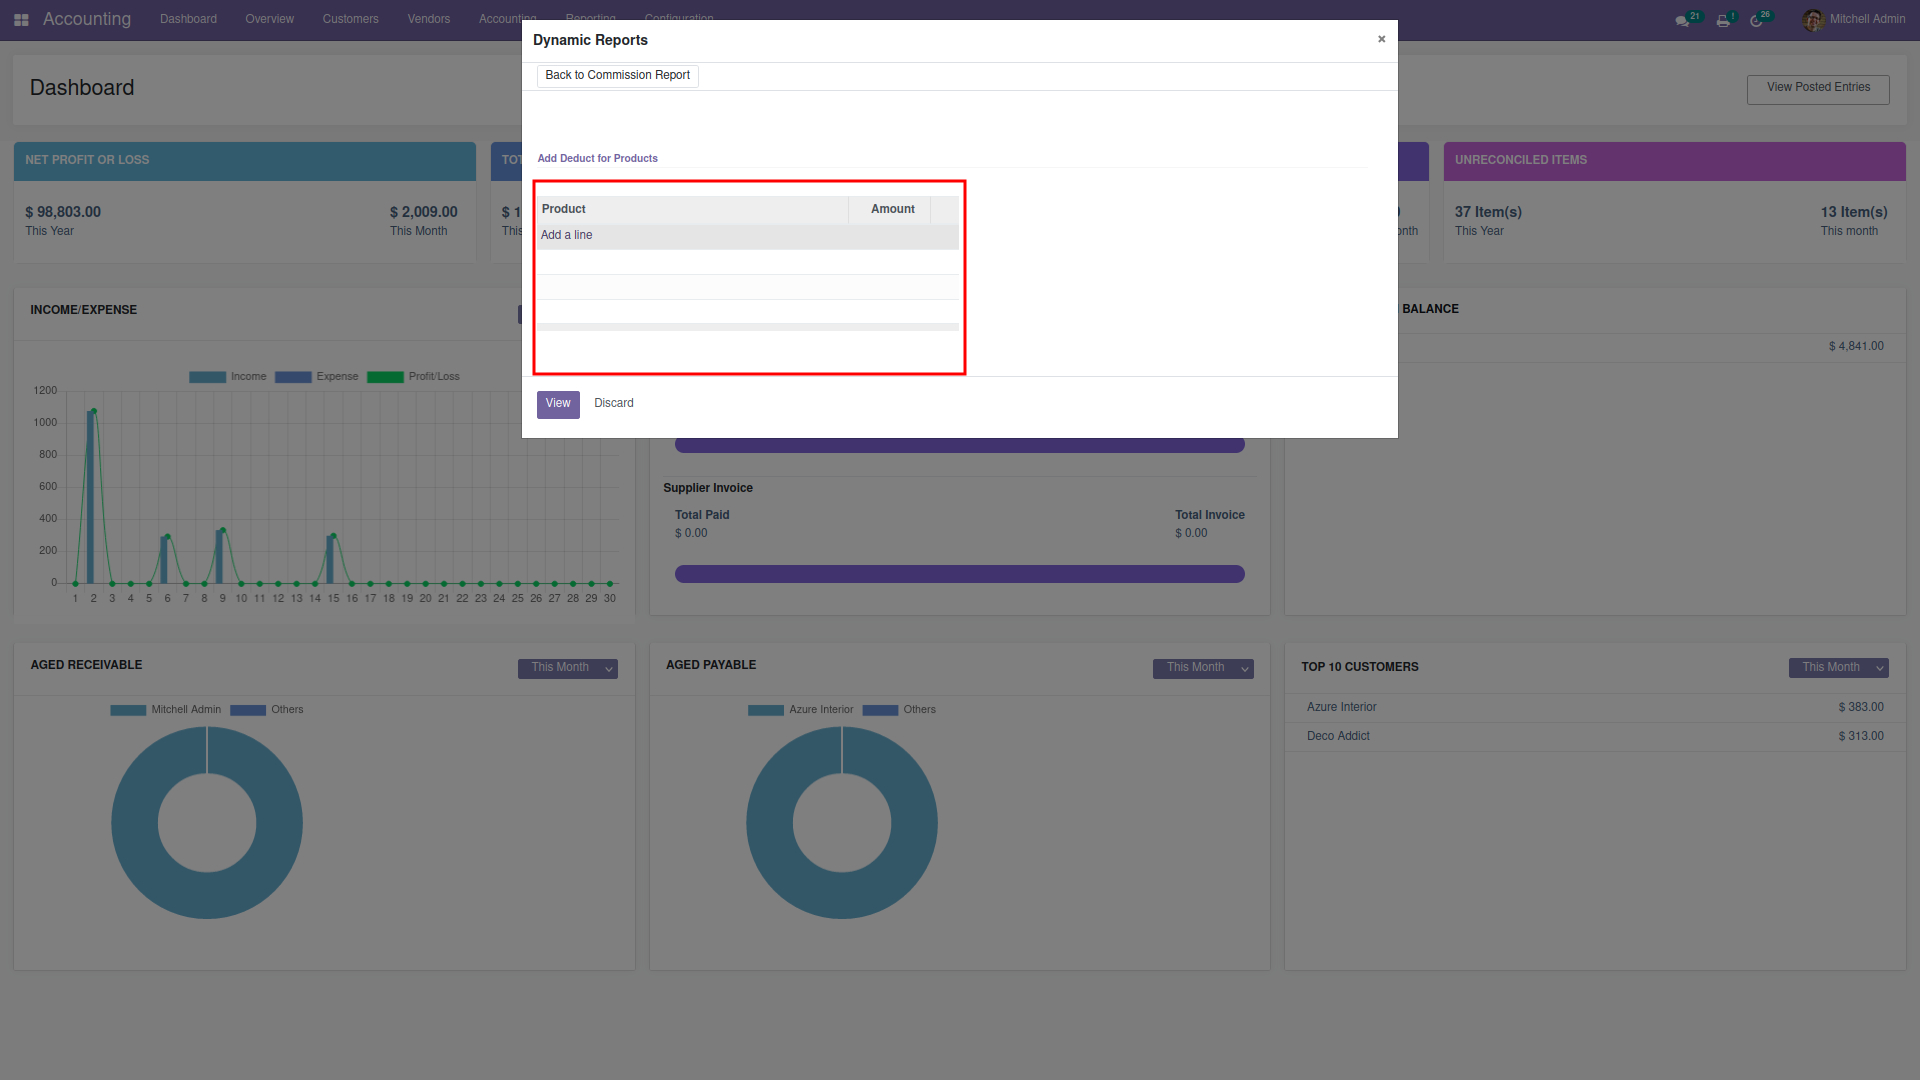 Accounting Dashboard Overview Customers Vendors Accounting Reporting Configuration 21 ! 26 Mitchell Admin
Dynamic Reports ×
Back to Commission Report
Dashboard
View Posted Entries
Add Deduct for Products
NET PROFIT OR LOSS
UNRECONCILED ITEMS
$ 98,803.00
This Year
$ 2,009.00
This Month
37 Item(s)
This Year
13 Item(s)
This month
Product Amount
Add a line
View Discard
INCOME/EXPENSE
Income Expense Profit/Loss
1200
1000
800
600
400
200
0
1 2 3 4 5 6 7 8 9 10 11 12 13 14 15 16 17 18 19 20 21 22 23 24 25 26 27 28 29 30
Supplier Invoice
Total Paid Total Invoice
$ 0.00 $ 0.00
BALANCE
$ 4,841.00
AGED RECEIVABLE This Month
Mitchell Admin Others
AGED PAYABLE This Month
Azure Interior Others
TOP 10 CUSTOMERS This Month
Azure Interior $ 383.00
Deco Addict $ 313.00